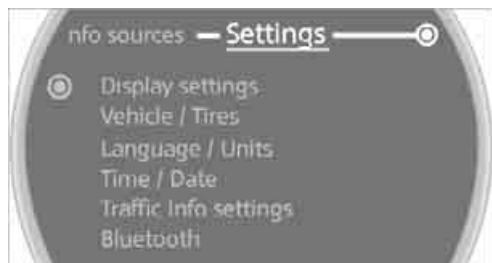 nfo sources Settings
Display settings
Vehicle / Tires
Language / Units
Time / Date
Traffic Info settings
Bluetooth